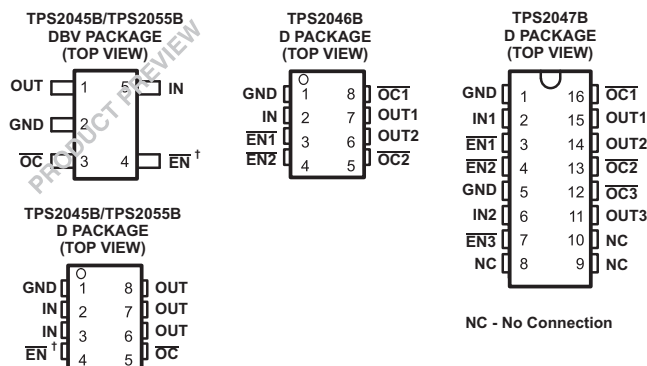 TPS2045B/TPS2055B
DBV PACKAGE
(TOP VIEW)
OUT 1 5 IN
GND 2
OC 3 4 EN †
PRODUCT PREVIEW
TPS2046B
D PACKAGE
(TOP VIEW)
GND 1 8 OC1
IN 2 7 OUT1
EN1 3 6 OUT2
EN2 4 5 OC2
TPS2047B
D PACKAGE
(TOP VIEW)
GND 1 16 OC1
IN1 2 15 OUT1
EN1 3 14 OUT2
EN2 4 13 OC2
GND 5 12 OC3
IN2 6 11 OUT3
EN3 7 10 NC
NC 8 9 NC
NC - No Connection
TPS2045B/TPS2055B
D PACKAGE
(TOP VIEW)
GND 1 8 OUT
IN 2 7 OUT
IN 3 6 OUT
EN † 4 5 OC